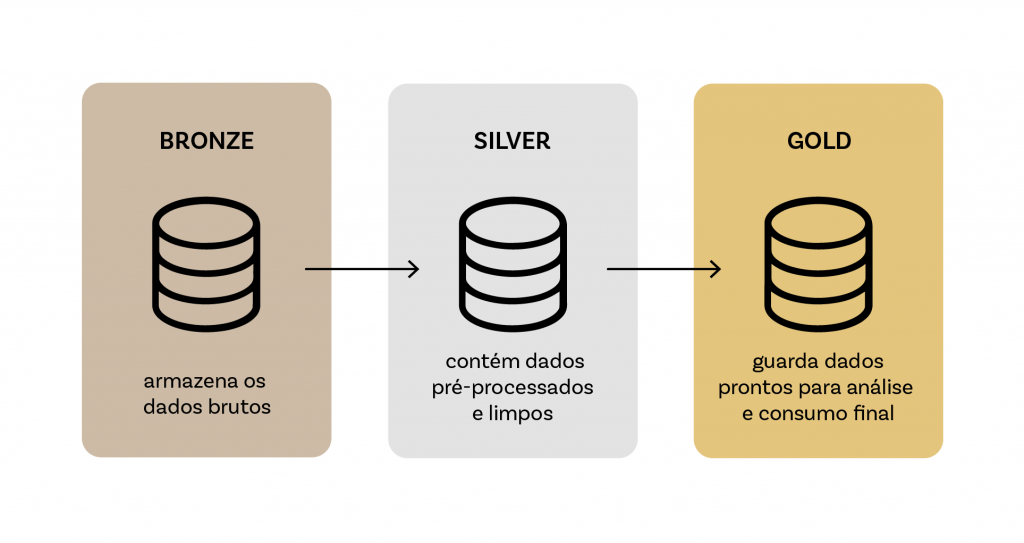 BRONZE
armazena os
dados brutos
SILVER
contém dados
pré-processados
e limpos
GOLD
guarda dados
prontos para análise
e consumo final